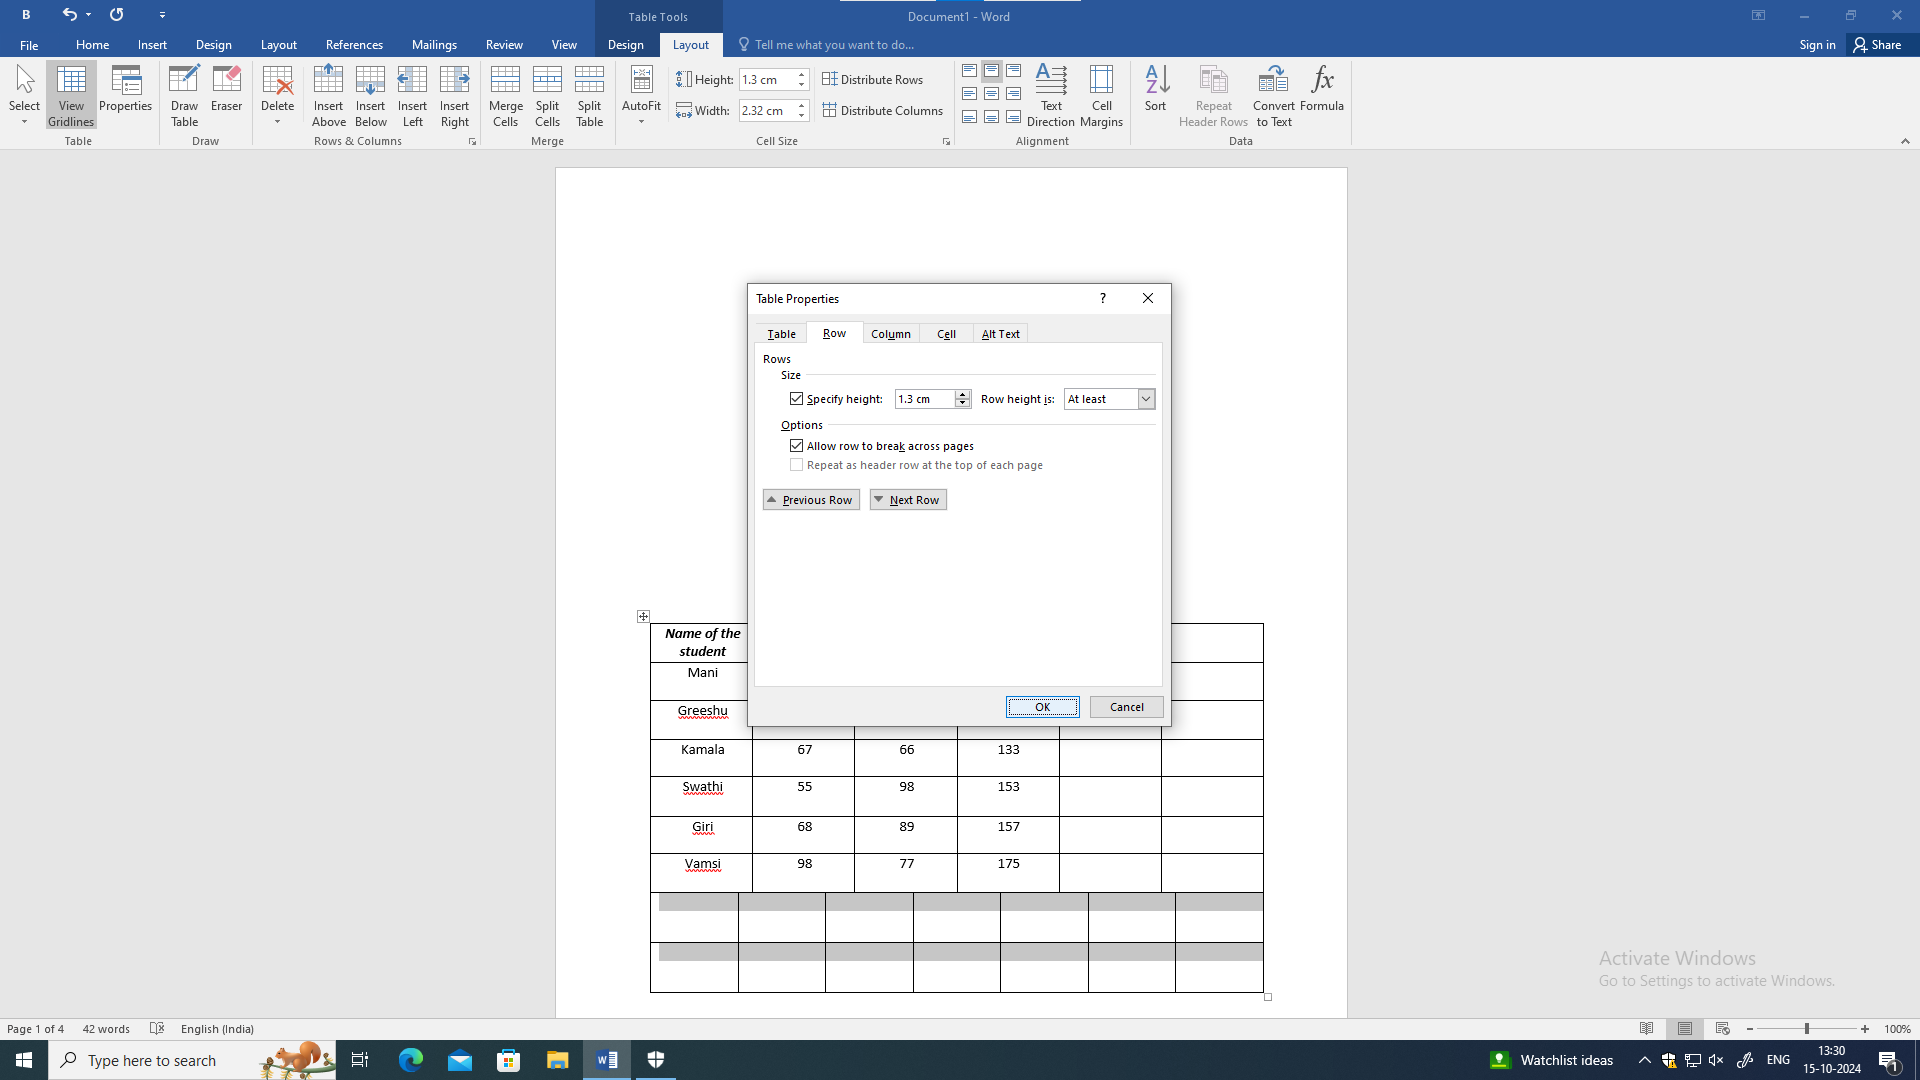 B Table Tools Document1 - Word
File Home Insert Design Layout References Mailings Review View Design Layout Tell me what you want to do... Sign in Share
Select View Gridlines Properties
Table
Draw Table Eraser
Draw
Delete Insert Above Insert Below Insert Left Insert Right
Rows & Columns
Merge Cells Split Cells Split Table
Merge
AutoFit Height: 1.3 cm Distribute Rows
Width: 2.32 cm Distribute Columns
Cell Size
Text Direction Cell Margins
Alignment
Sort Repeat Header Rows Convert to Text Formula
Data
Table Properties ?
Table Row Column Cell Alt Text
Rows
Size
Specify height: 1.3 cm Row height is: At least
Options
Allow row to break across pages
Repeat as header row at the top of each page
Previous Row Next Row
OK Cancel
Name of the
student
Mani
Greeshu
Kamala 67 66 133
Swathi 55 98 153
Giri 68 89 157
Vamsi 98 77 175
Activate Windows
Go to Settings to activate Windows.
Page 1 of 4 42 words English (India) 100%
Type here to search Watchlist ideas ENG 13:30
15-10-2024 1